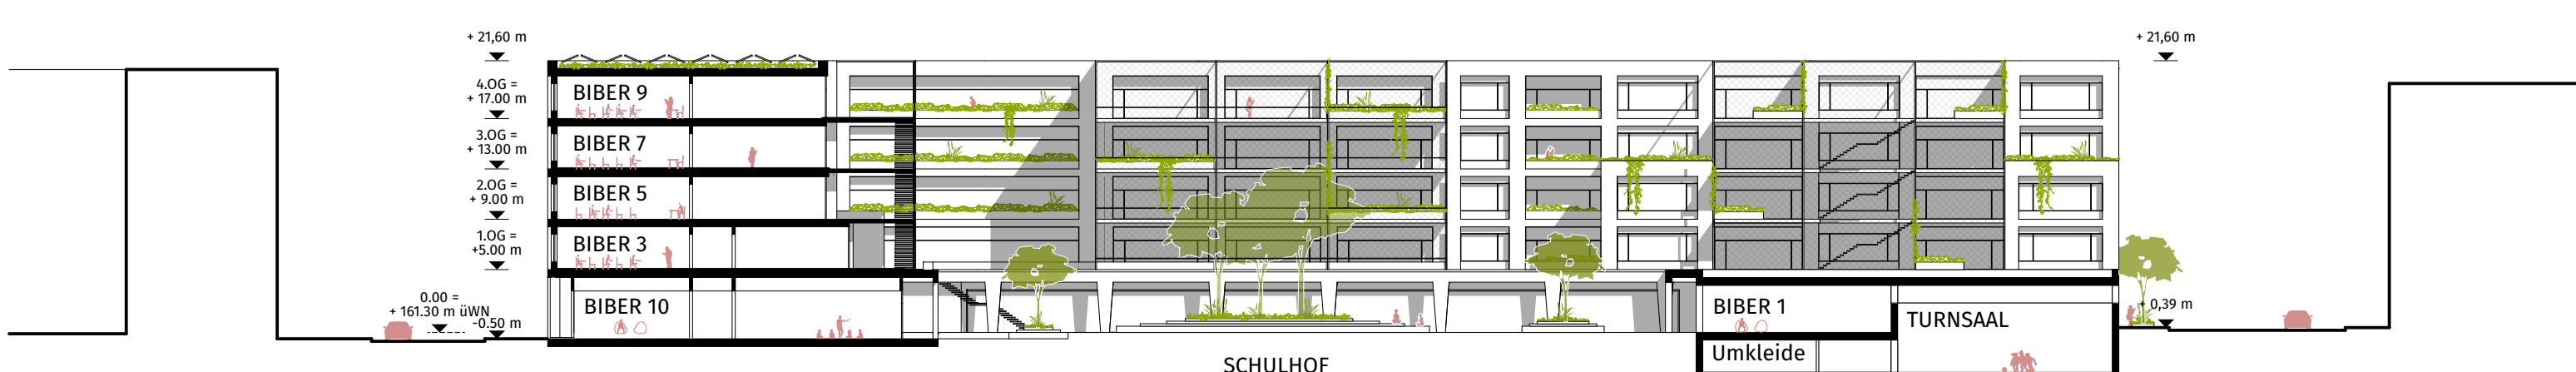 + 21,60 m
+ 21,60 m
4.OG =
+ 17.00 m
BIBER 9
3.OG =
+ 13.00 m
BIBER 7
2.OG =
+ 9.00 m
BIBER 5
1.OG =
+5.00 m
BIBER 3
0.00 =
+ 161.30 m üWN
-0.50 m
BIBER 10
BIBER 1
+ 0,39 m
TURNSAAL
Umkleide
SCHULHOF